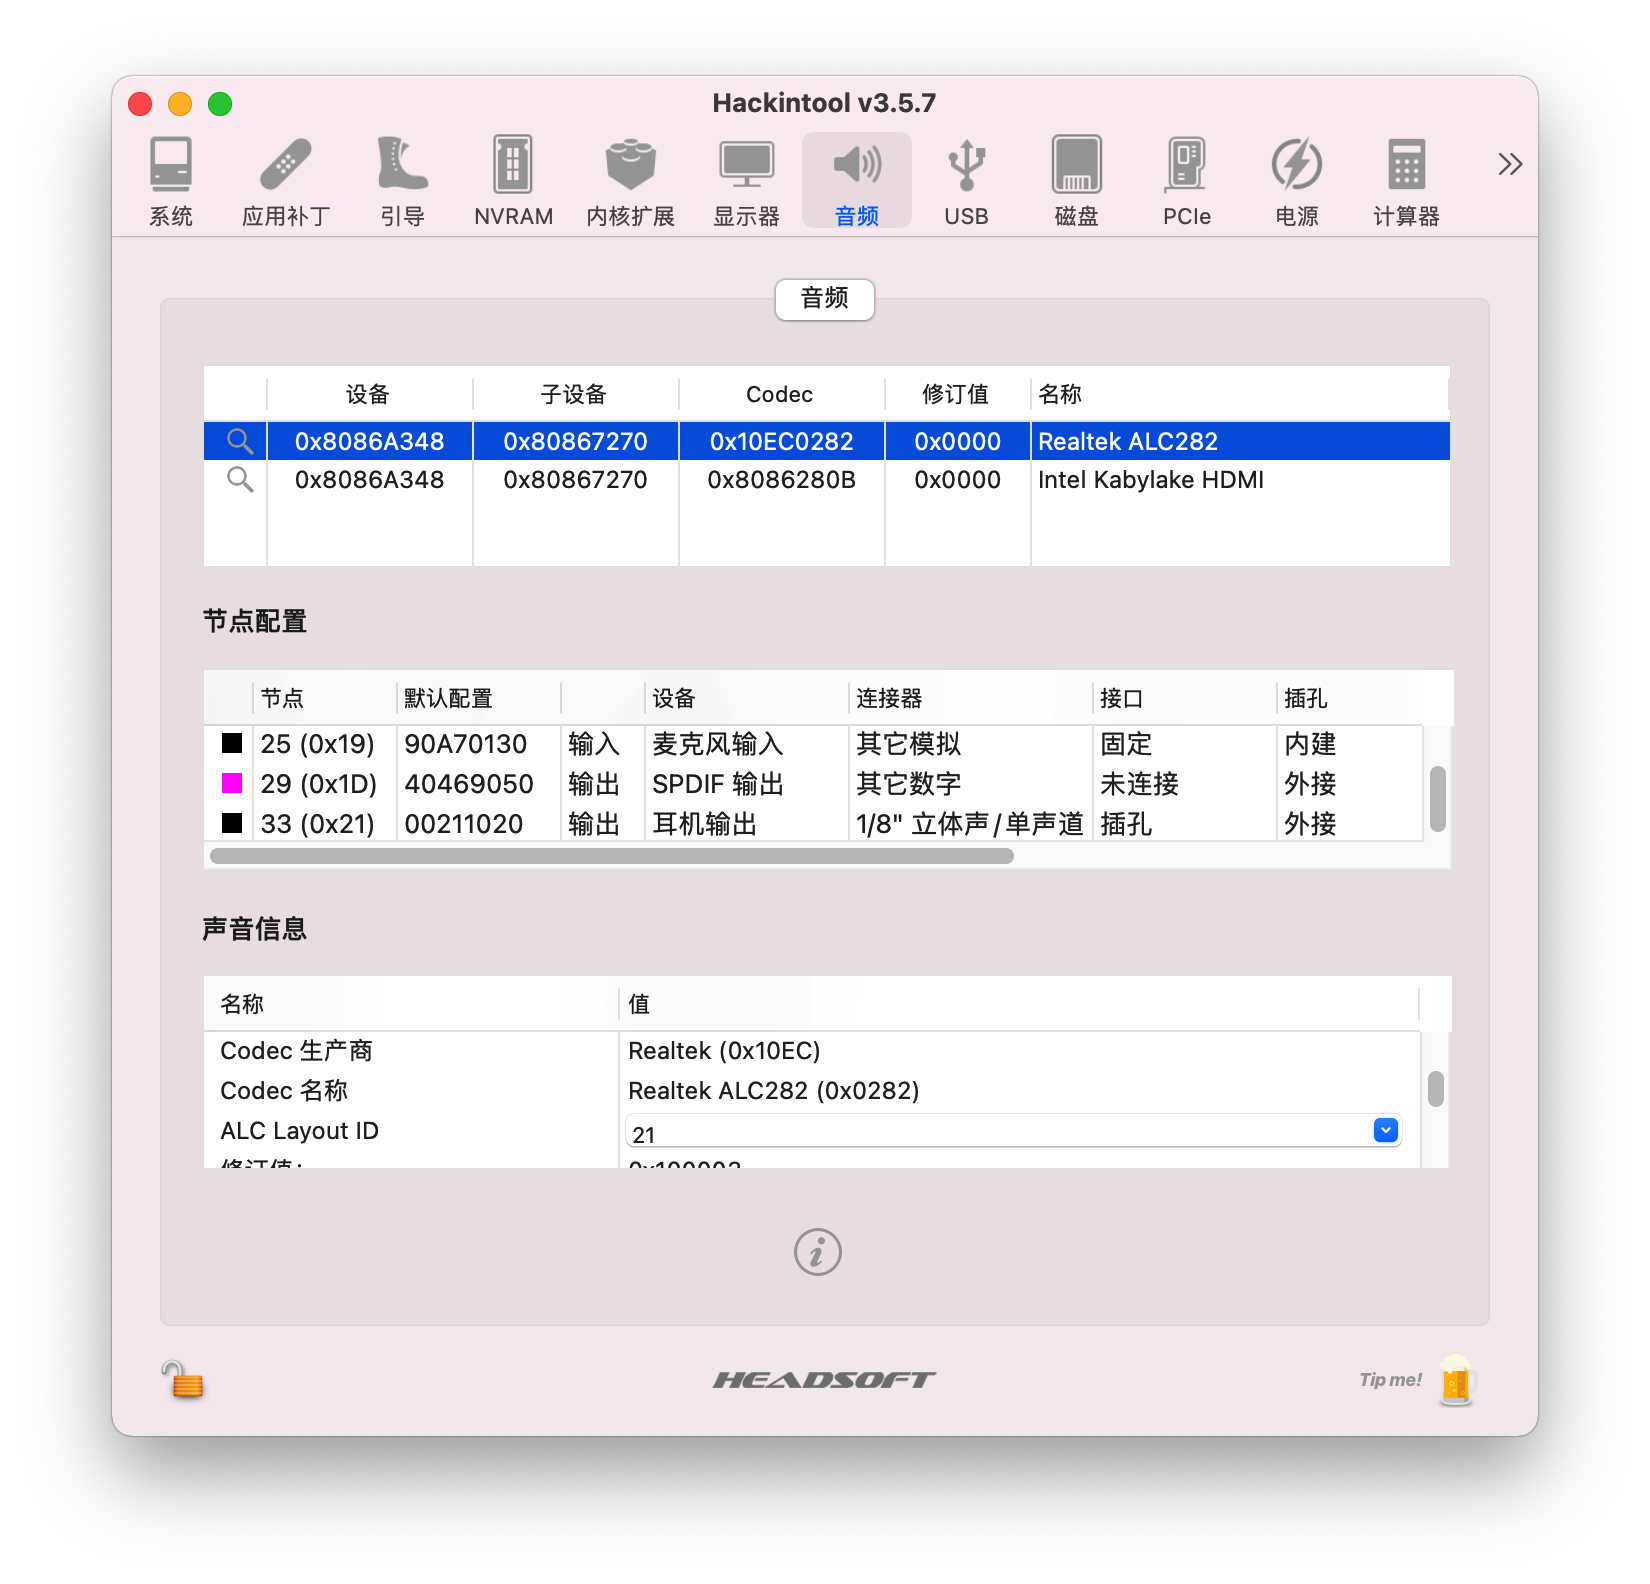 Hackintool v3.5.7
系统 应用补丁 引导 NVRAM 内核扩展 显示器 音频 USB 磁盘 PCIe 电源 计算器
音频
设备 子设备 Codec 修订值 名称
0x8086A348 0x80867270 0x10EC0282 0x0000 Realtek ALC282
0x8086A348 0x80867270 0x8086280B 0x0000 Intel Kabylake HDMI
节点配置
节点 默认配置 设备 连接器 接口 插孔
25 (0x19) 90A70130 输入 麦克风输入 其它模拟 固定 内建
29 (0x1D) 40469050 输出 SPDIF 输出 其它数字 未连接 外接
33 (0x21) 00211020 输出 耳机输出 1/8" 立体声/单声道 插孔 外接
声音信息
名称 值
Codec 生产商 Realtek (0x10EC)
Codec 名称 Realtek ALC282 (0x0282)
ALC Layout ID 21
修订值: 0x100003
HEADSOFT
Tip me!